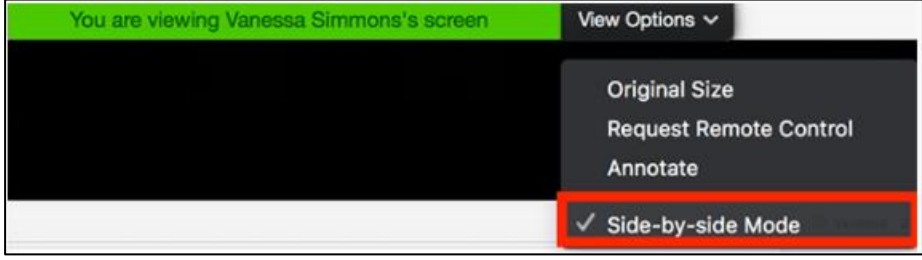 You are viewing Vanessa Simmons's screen View Options
Original Size
Request Remote Control
Annotate
Side-by-side Mode